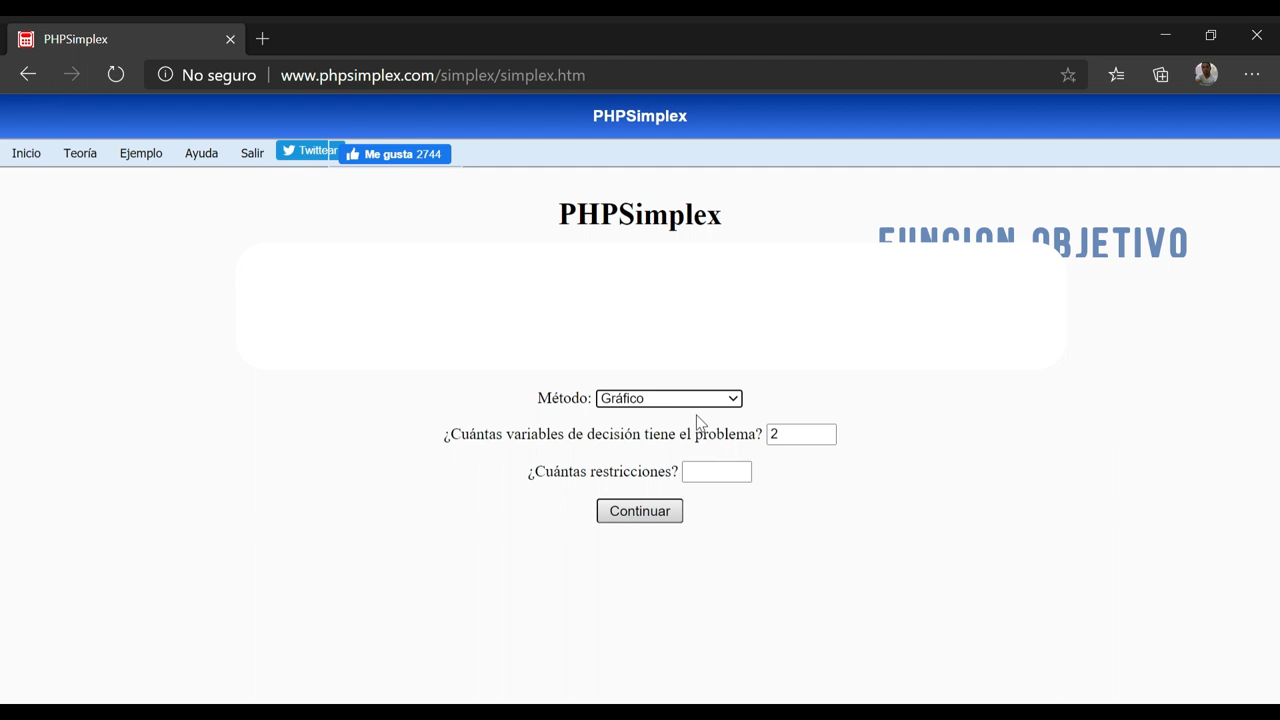 PHPSimplex
No seguro www.phpsimplex.com/simplex/simplex.htm
PHPSimplex
Inicio Teoría Ejemplo Ayuda Salir Twittear Me gusta 2744
PHPSimplex
FUNCION OBJETIVO
Método: Gráfico
¿Cuántas variables de decisión tiene el problema? 2
¿Cuántas restricciones?
Continuar